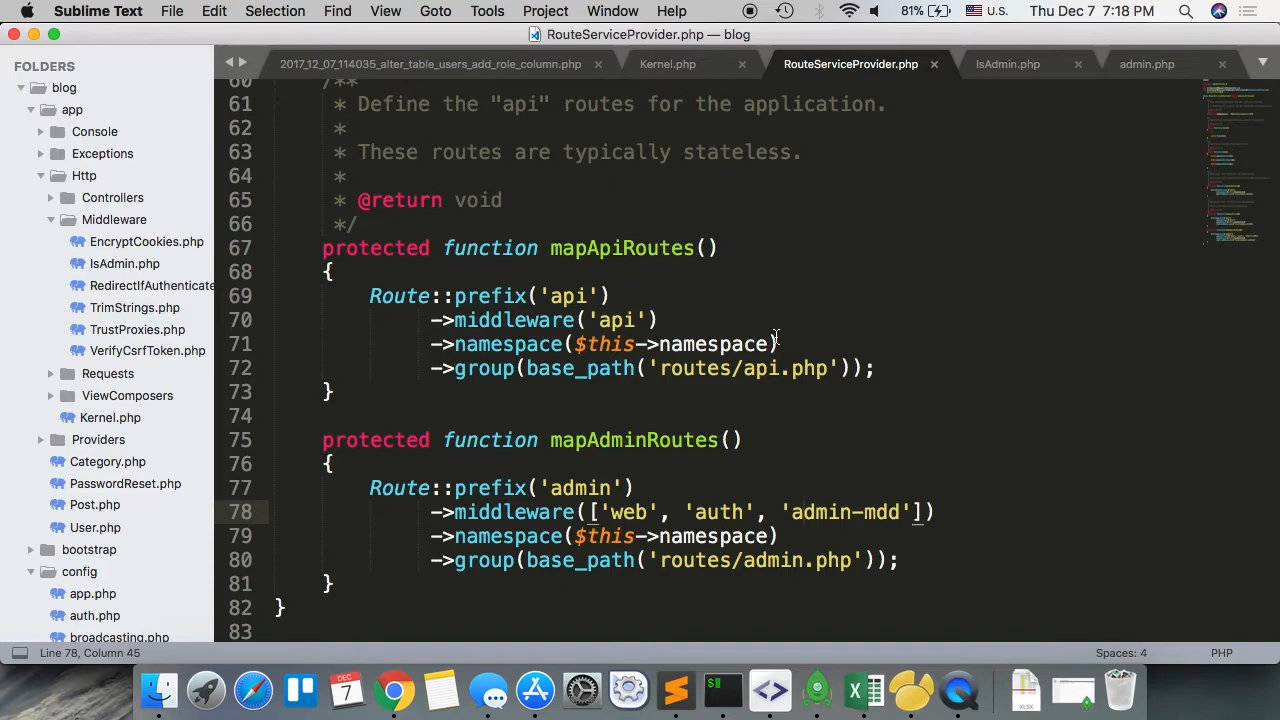 Sublime Text File Edit Selection Find View Goto Tools Project Window Help 81% U.S. Thu Dec 7 7:18 PM
RouteServiceProvider.php — blog
FOLDERS
blog
app
Console
Exceptions
Http
Controllers
Middleware
EncryptCookies.php
IsAdmin.php
RedirectIfAuthenticate
TrimStrings.php
TrustProxies.php
VerifyCsrfToken.php
Requests
ViewComposers
Kernel.php
Providers
Category.php
PasswordReset.php
Post.php
User.php
bootstrap
config
app.php
auth.php
broadcasting.php
2017_12_07_114035_alter_table_users_add_role_column.php Kernel.php RouteServiceProvider.php IsAdmin.php admin.php
60 /**
61 * Define the "api" routes for the application.
62 *
63 * These routes are typically stateless.
64 *
65 * @return void
66 */
67 protected function mapApiRoutes()
68 {
69 Route::prefix('api')
70 ->middleware('api')
71 ->namespace($this->namespace)
72 ->group(base_path('routes/api.php'));
73 }
74
75 protected function mapAdminRoutes()
76 {
77 Route::prefix('admin')
78 ->middleware(['web', 'auth', 'admin-mdd'])
79 ->namespace($this->namespace)
80 ->group(base_path('routes/admin.php'));
81 }
82 }
83
Line 78, Column 45 Spaces: 4 PHP
DEC
7
XLSX